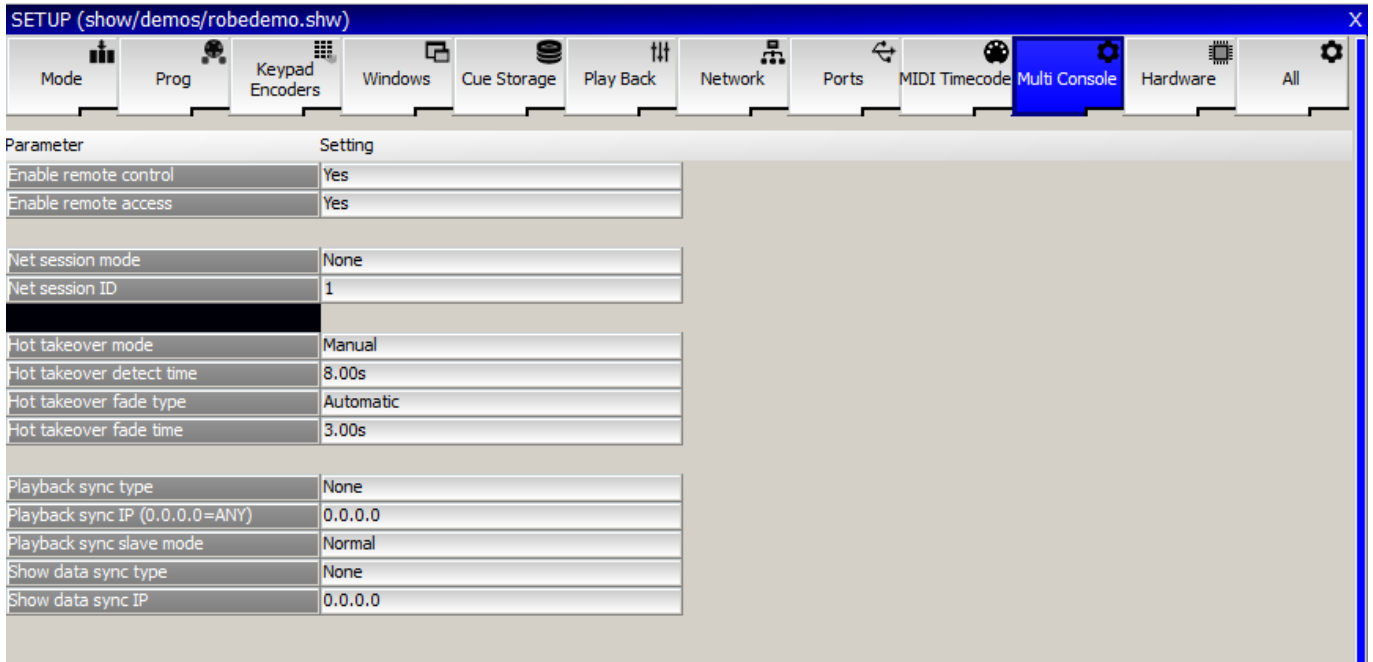 SETUP (show/demos/robedemo.shw) X
Mode Prog Keypad Encoders Windows Cue Storage Play Back Network Ports MIDI Timecode Multi Console Hardware All
Parameter Setting
Enable remote control Yes
Enable remote access Yes
Net session mode None
Net session ID 1
Hot takeover mode Manual
Hot takeover detect time 8.00s
Hot takeover fade type Automatic
Hot takeover fade time 3.00s
Playback sync type None
Playback sync IP (0.0.0.0=ANY) 0.0.0.0
Playback sync slave mode Normal
Show data sync type None
Show data sync IP 0.0.0.0